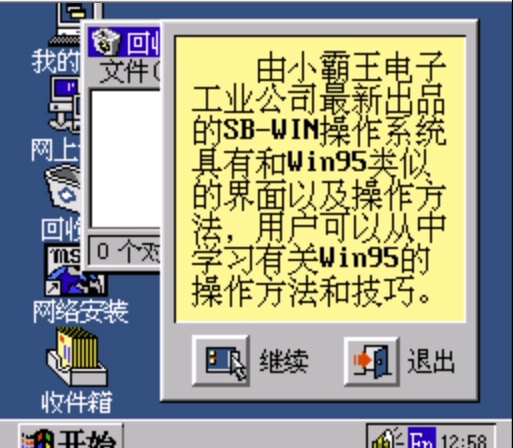 我的
网上
回收
网络安装
收件箱
回收
文件(
0 个对
由小霸王电子
工业公司最新出品
的SB-WIN操作系统
具有和Win95类似
的界面以及操作方
法，用户可以从中
学习有关Win95的
操作方法和技巧。
继续
退出
开始
En 12:58